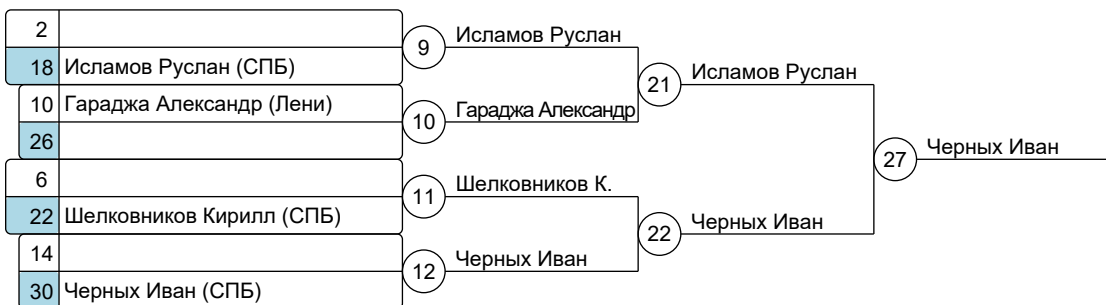 2
18 Исламов Руслан (СПБ)
10 Гараджа Александр (Лени)
26
6
22 Шелковников Кирилл (СПБ)
14
30 Черных Иван (СПБ)
9 Исламов Руслан
10 Гараджа Александр
11 Шелковников К.
12 Черных Иван
21 Исламов Руслан
22 Черных Иван
27 Черных Иван